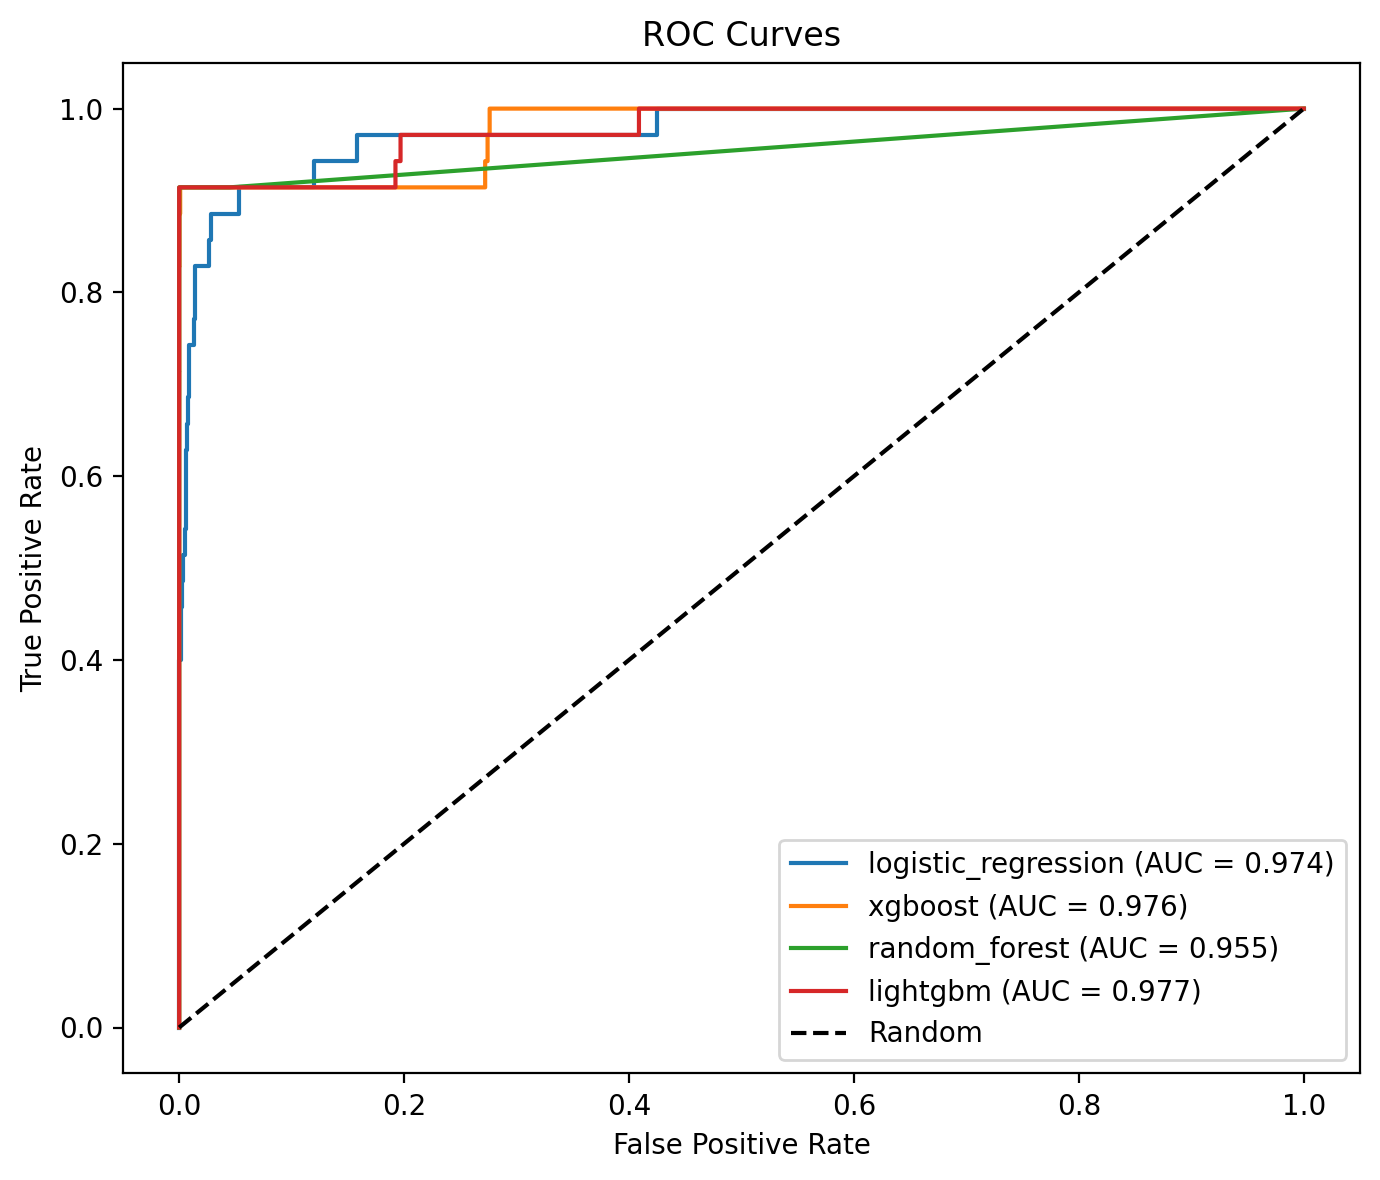 ROC Curves
1.0
0.8
0.6
0.4
0.2
0.0
True Positive Rate
logistic_regression (AUC = 0.974)
xgboost (AUC = 0.976)
random_forest (AUC = 0.955)
lightgbm (AUC = 0.977)
Random
0.0 0.2 0.4 0.6 0.8 1.0
False Positive Rate